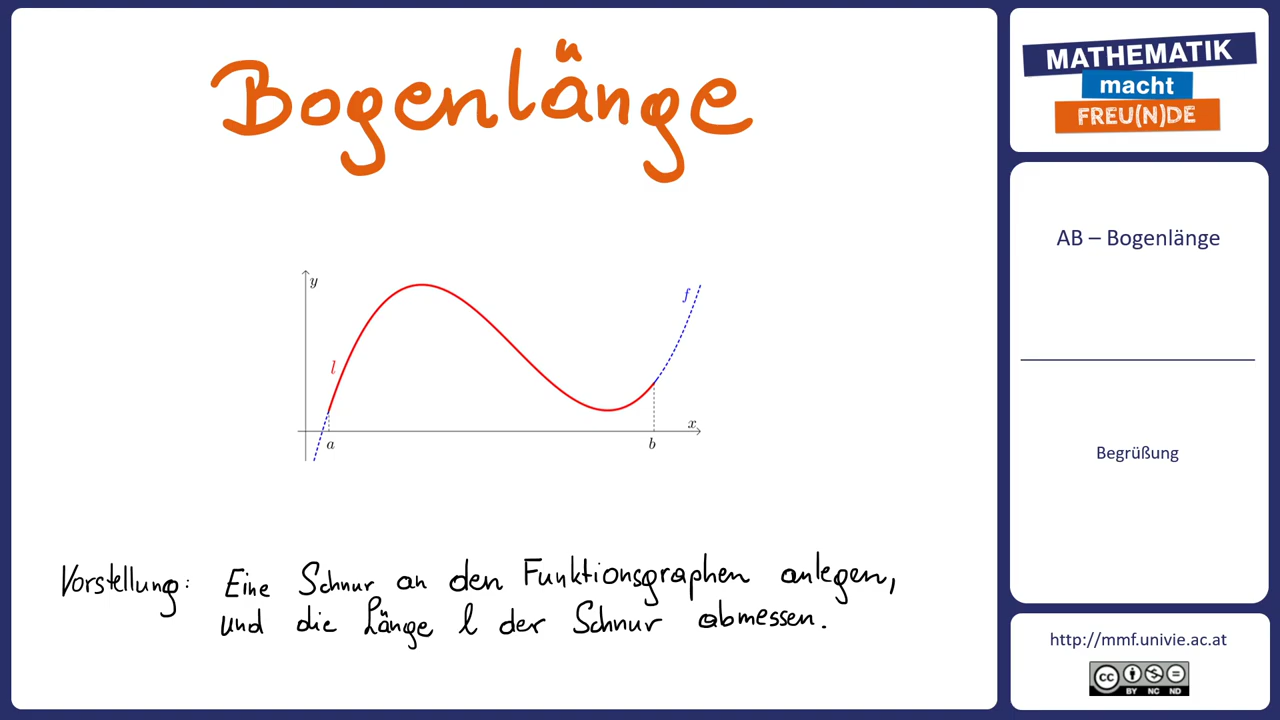 Bogenlänge
y
f
l
x
a
b
Vorstellung: Eine Schnur an den Funktionsgraphen anlegen,
und die Länge l der Schnur abmessen.
MATHEMATIK
macht
FREU(N)DE
AB – Bogenlänge
Begrüßung
http://mmf.univie.ac.at
cc
BY NC ND